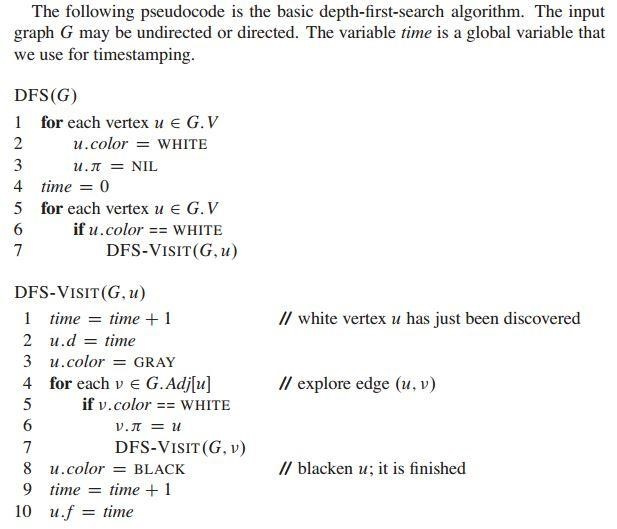 The following pseudocode is the basic depth-first-search algorithm. The input
graph G may be undirected or directed. The variable time is a global variable that
we use for timestamping.
DFS(G)
1 for each vertex u ∈ G.V
2 u.color = WHITE
3 u.π = NIL
4 time = 0
5 for each vertex u ∈ G.V
6 if u.color == WHITE
7 DFS-VISIT(G, u)
DFS-VISIT(G, u)
1 time = time + 1 // white vertex u has just been discovered
2 u.d = time
3 u.color = GRAY
4 for each v ∈ G.Adj[u] // explore edge (u, v)
5 if v.color == WHITE
6 v.π = u
7 DFS-VISIT(G, v)
8 u.color = BLACK // blacken u; it is finished
9 time = time + 1
10 u.f = time